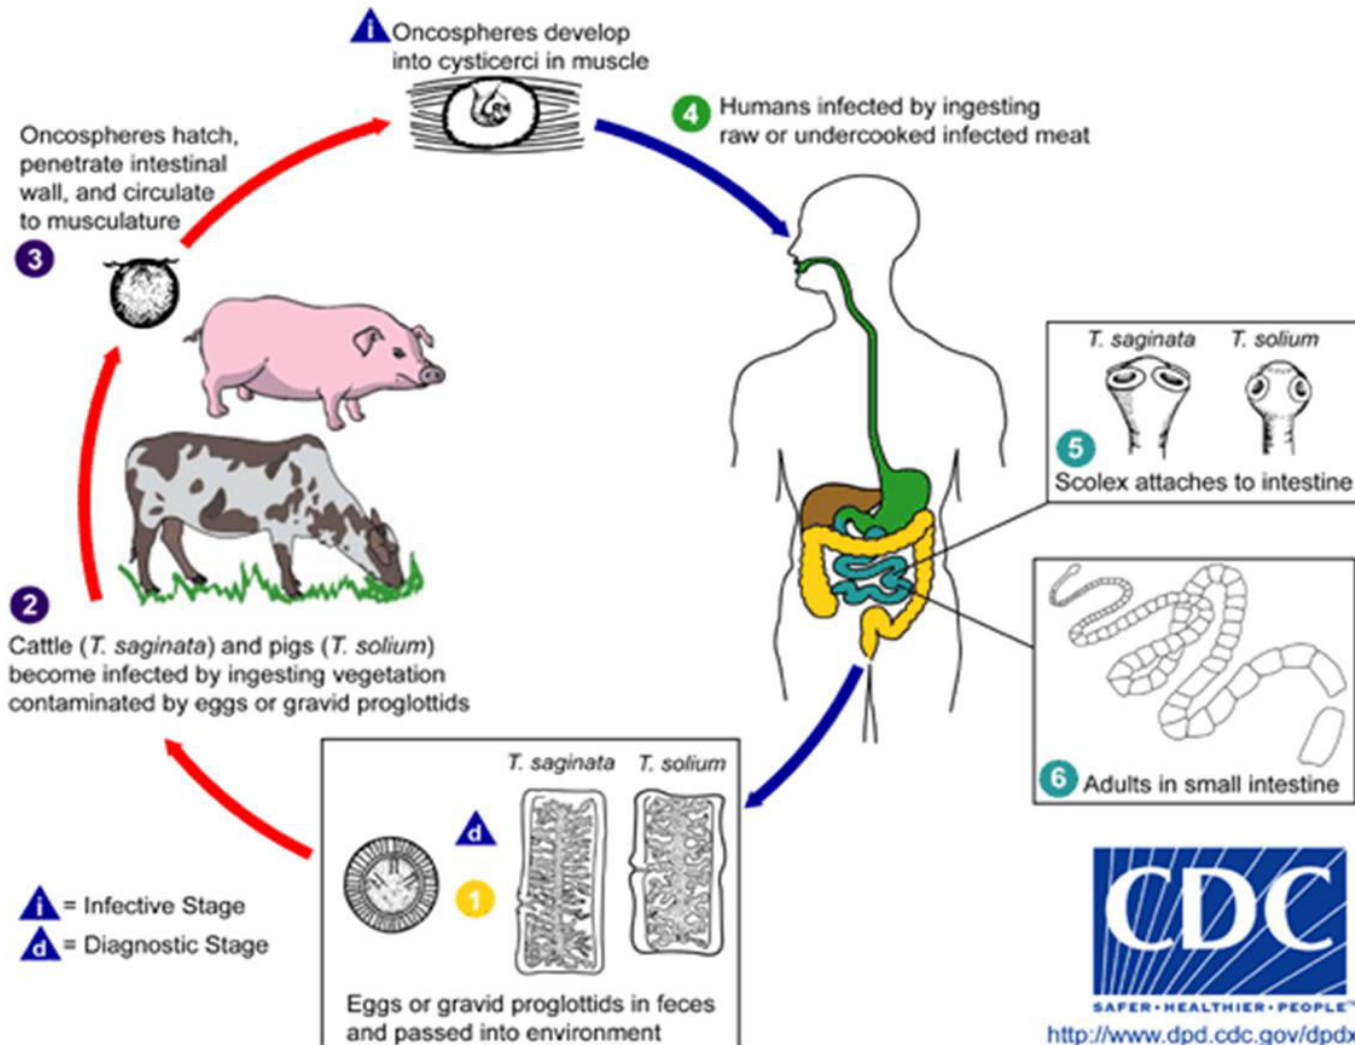 i Oncospheres develop
into cysticerci in muscle
4 Humans infected by ingesting
raw or undercooked infected meat
Oncospheres hatch,
penetrate intestinal
wall, and circulate
to musculature
3
T. saginata T. solium
5
Scolex attaches to intestine
2
Cattle (T. saginata) and pigs (T. solium)
become infected by ingesting vegetation
contaminated by eggs or gravid proglottids
6 Adults in small intestine
T. saginata T. solium
d
1
Eggs or gravid proglottids in feces
and passed into environment
i = Infective Stage
d = Diagnostic Stage
CDC
SAFER•HEALTHIER•PEOPLE™
http://www.dpd.cdc.gov/dpdx